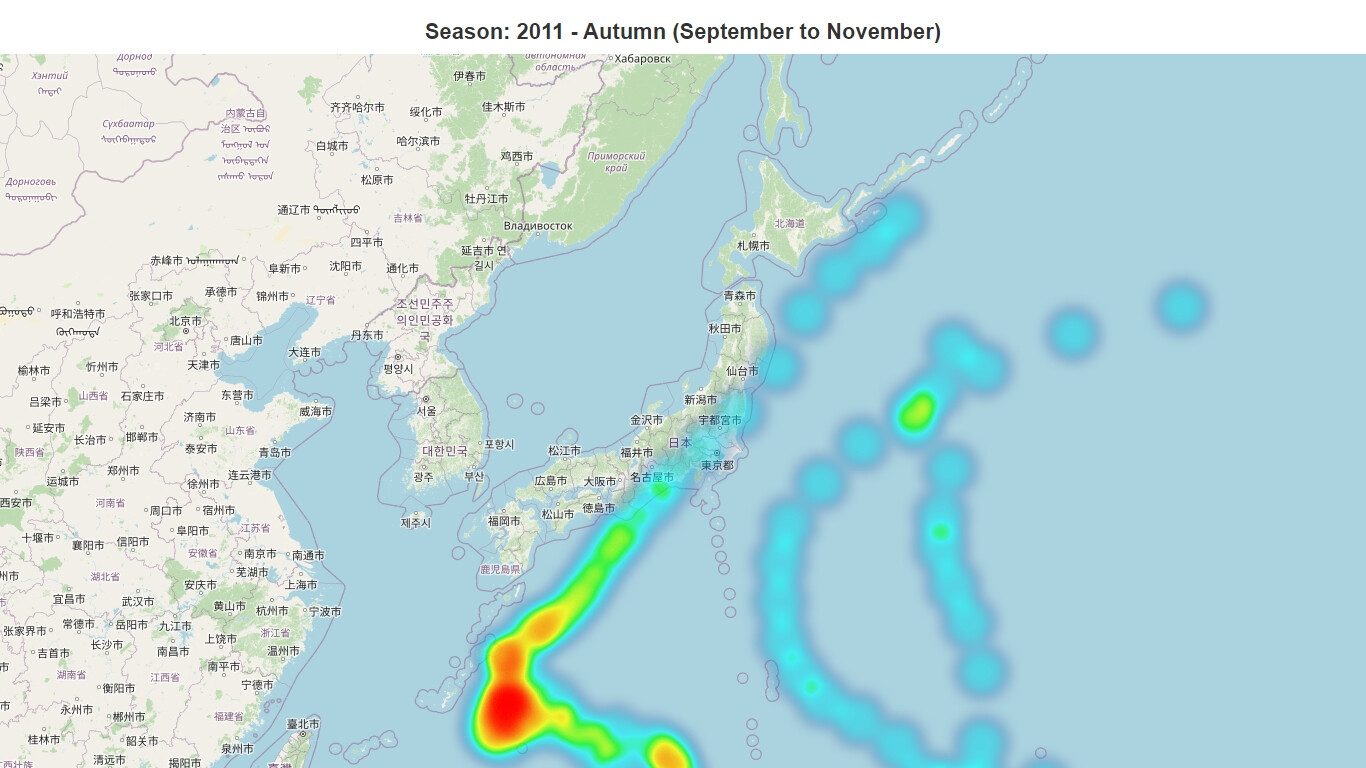 Season: 2011 - Autumn (September to November)
Хабаровск
автономная
область
Дорнод
Хэнтий
Сүхбаатар
Дорноговь
伊春市
齐齐哈尔市
绥化市
佳木斯市
内蒙古自
治区
白城市
哈尔滨市
鸡西市
Приморский
край
松原市
牡丹江市
通辽市
吉林省
Владивосток
北海道
札幌市
四平市
延吉市 연
길시
赤峰市
阜新市
沈阳市
通化市
张家口市
承德市
锦州市
辽宁省
조선민주주
의인민공화
국
青森市
呼和浩特市
北京市
秋田市
河北省
唐山市
丹东市
大连市
忻州市
天津市
평양시
仙台市
榆林市
吕梁市
山西省
石家庄市
东营市
威海市
서울
新潟市
延安市
济南市
山东省
金沢市
宇都宮市
长治市
邯郸市
泰安市
青岛市
대한민국
포항시
松江市
福井市
日本
東京都
陕西省
运城市
郑州市
连云港市
광주
부산
広島市
大阪市
名古屋市
西安市
河南省
徐州市
周口市
宿州市
제주시
福岡市
松山市
徳島市
十堰市
襄阳市
信阳市
阜阳市
江苏省
安徽省
南京市
南通市
鹿児島県
湖北省
安庆市
芜湖市
上海市
宜昌市
武汉市
黄山市
杭州市
宁波市
张家界市
常德市
岳阳市
九江市
上饶市
浙江省
吉首市
长沙市
南昌市
温州市
湖南省
江西省
南平市
宁德市
衡阳市
永州市
郴州市
福建省
臺北市
桂林市
韶关市
泉州市
清远市
揭阳市